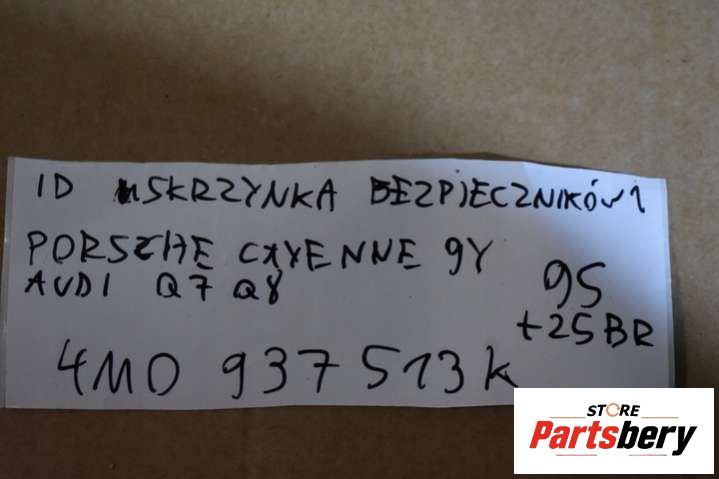 ID SKRZYNKA BEZPIECZNIKÓW 1
PORSCHE CAYENNE 9Y
AUDI Q7 Q8
95
+25BR
4M0 937 513 K
STORE
Partsbery